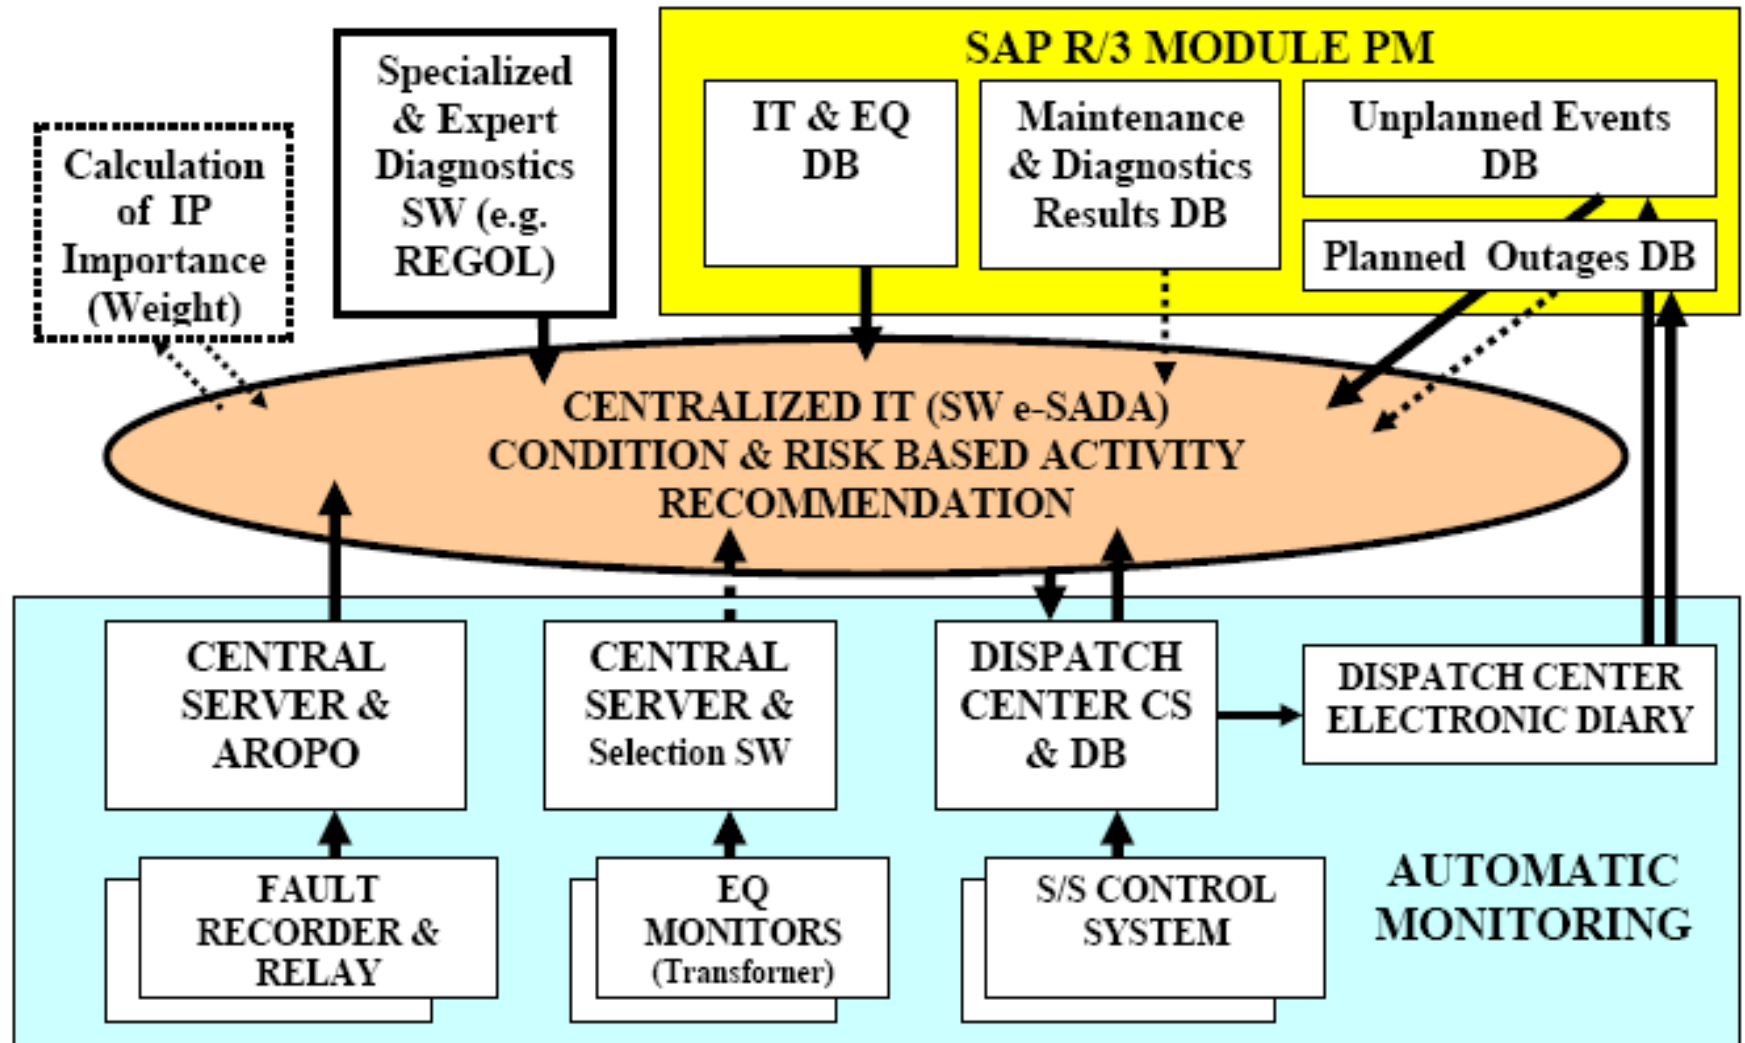 SAP R/3 MODULE PM
Specialized
& Expert
Diagnostics
SW (e.g.
REGOL)
Calculation
of IP
Importance
(Weight)
IT & EQ
DB
Maintenance
& Diagnostics
Results DB
Unplanned Events
DB
Planned Outages DB
CENTRALIZED IT (SW e-SADA)
CONDITION & RISK BASED ACTIVITY
RECOMMENDATION
CENTRAL
SERVER &
AROPO
CENTRAL
SERVER &
Selection SW
DISPATCH
CENTER CS
& DB
DISPATCH CENTER
ELECTRONIC DIARY
FAULT
RECORDER &
RELAY
EQ
MONITORS
(Transforner)
S/S CONTROL
SYSTEM
AUTOMATIC
MONITORING